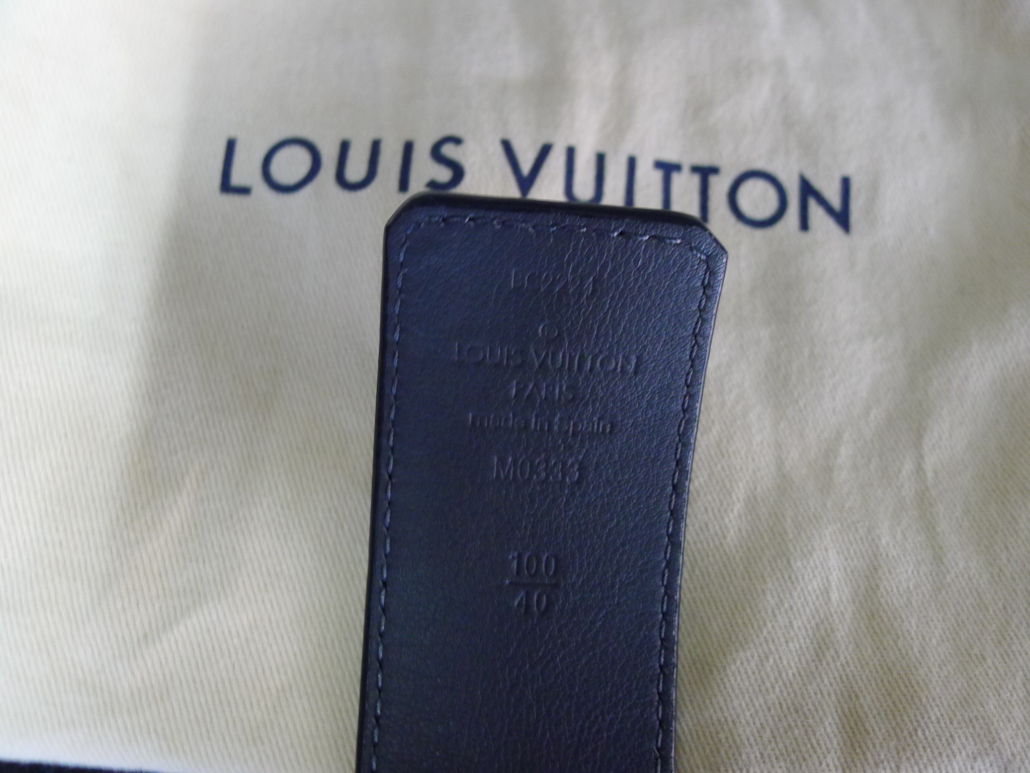 LOUIS VUITTON
LOUIS VUITTON
PARIS
made in Spain
M0333
100
40